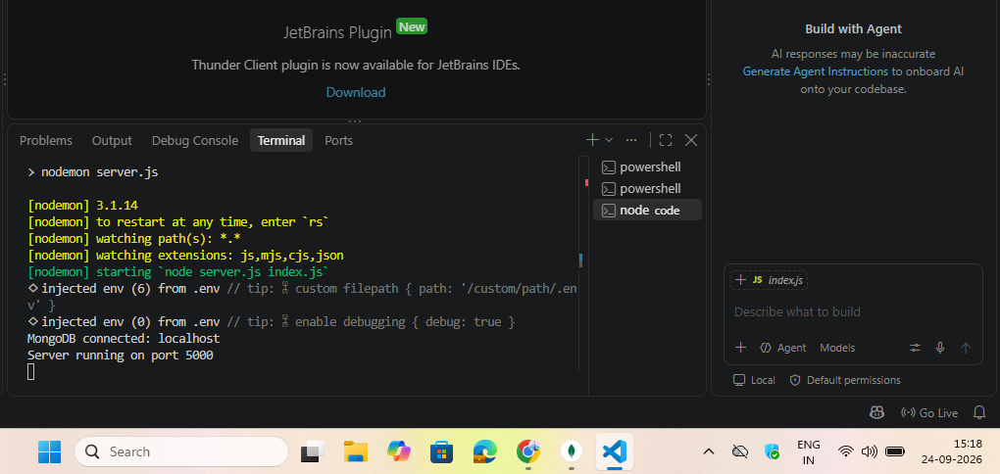 JetBrains Plugin New
Thunder Client plugin is now available for JetBrains IDEs.
Download
Build with Agent
AI responses may be inaccurate
Generate Agent Instructions to onboard AI
onto your codebase.
Problems Output Debug Console Terminal Ports
> nodemon server.js
[nodemon] 3.1.14
[nodemon] to restart at any time, enter `rs`
[nodemon] watching path(s): *.*
[nodemon] watching extensions: js,mjs,cjs,json
[nodemon] starting `node server.js index.js`
◇ injected env (6) from .env // tip: ⌘ custom filepath { path: '/custom/path/.en
v' }
◇ injected env (0) from .env // tip: ⌘ enable debugging { debug: true }
MongoDB connected: localhost
Server running on port 5000
powershell
powershell
node code
JS index.js
Describe what to build
Agent Models
Local Default permissions
Go Live
Search
ENG
IN
15:18
24-09-2026